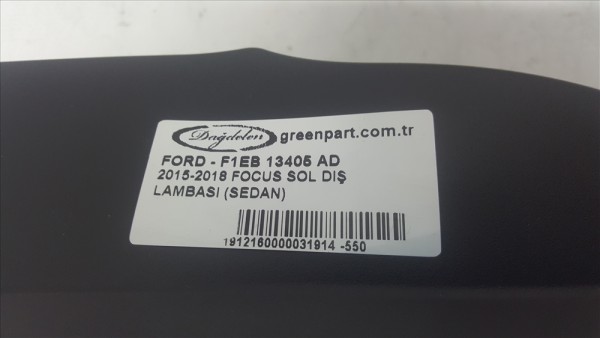 Dağdelen greenpart.com.tr
FORD - F1EB 13405 AD
2015-2018 FOCUS SOL DIŞ
LAMBASI (SEDAN)
1912160000031914 -550